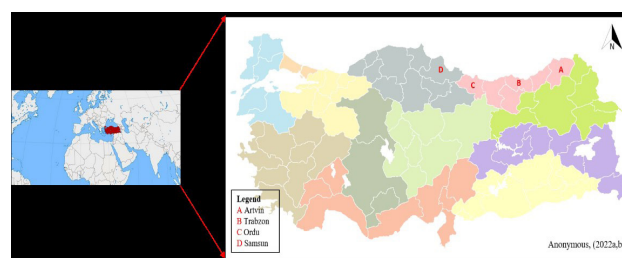 N
D
C
B
A
Legend
A Artvin
B Trabzon
C Ordu
D Samsun
Anonymous, (2022a,b